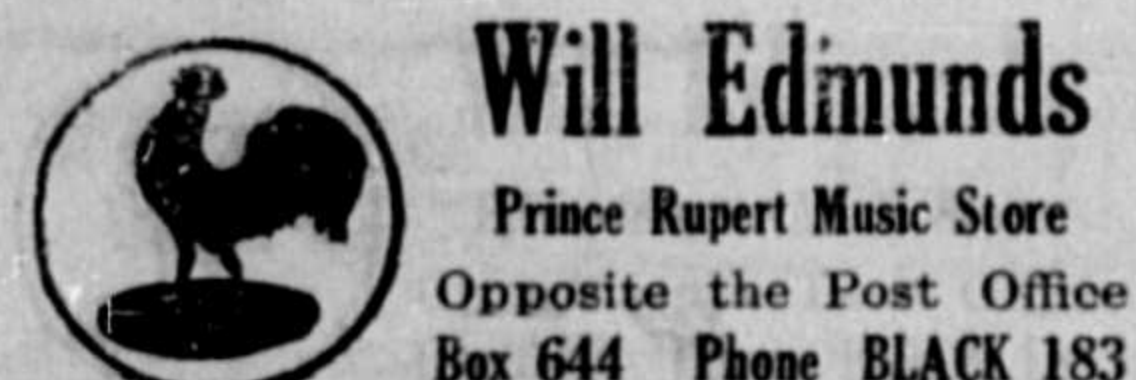 Will Edmunds
Prince Rupert Music Store
Opposite the Post Office
Box 644 Phone BLACK 183